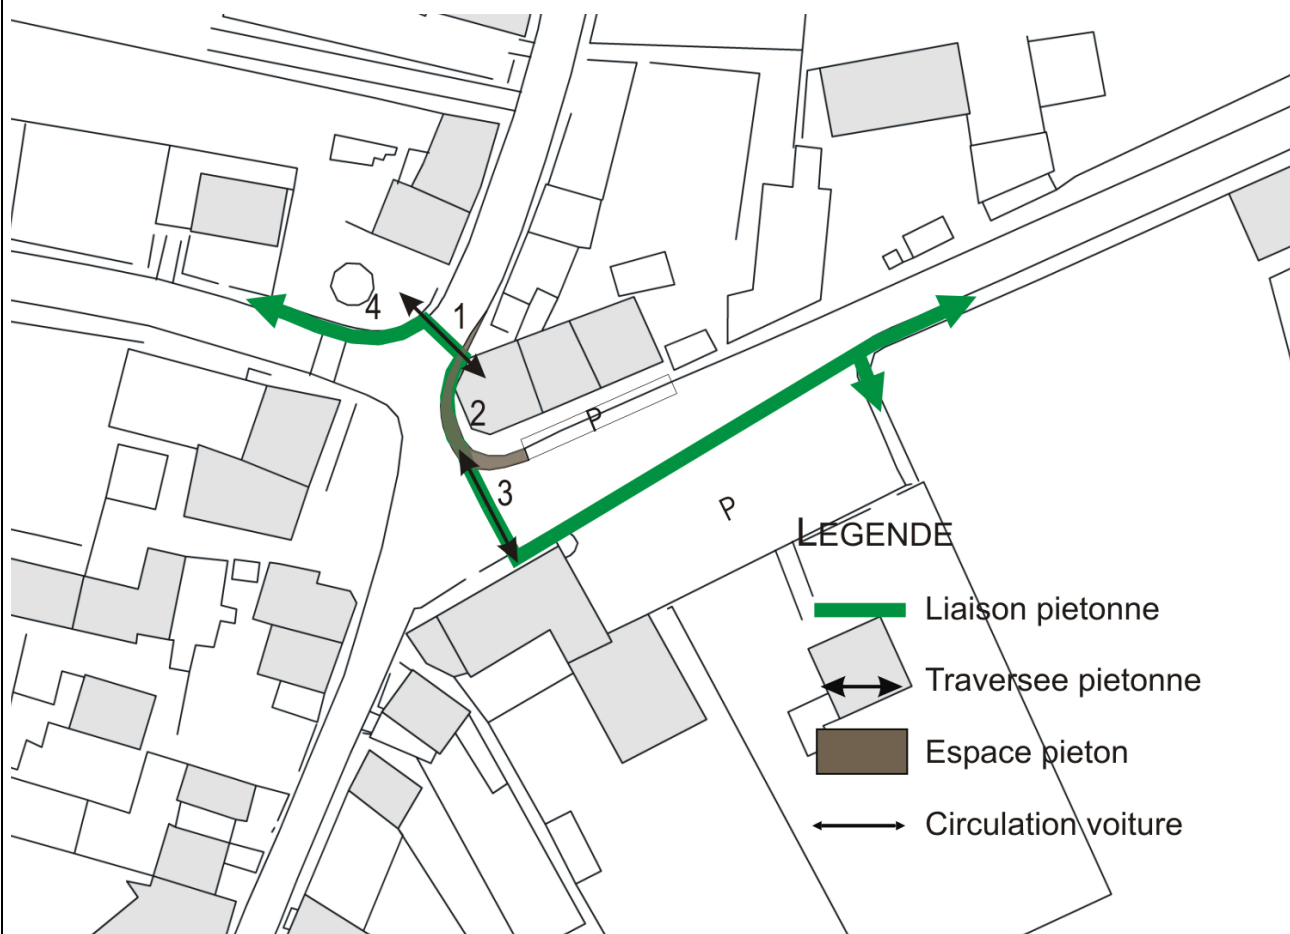 4
1
2
P
3
P
LEGENDE
Liaison pietonne
Traversee pietonne
Espace pieton
Circulation voiture